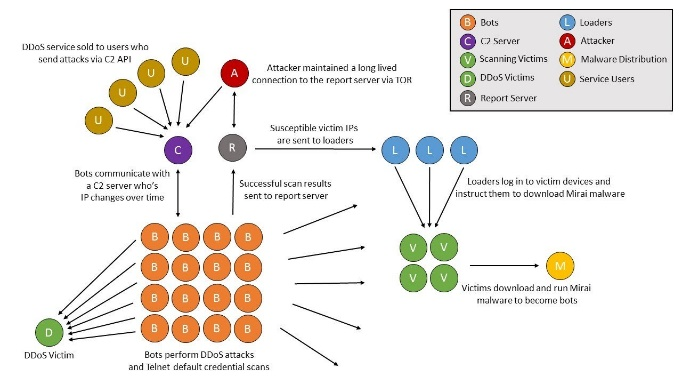 DDoS service sold to users who
send attacks via C2 API
U
U
U
U
A
Attacker maintained a long lived
connection to the report server via TOR
B Bots
L Loaders
C C2 Server
A Attacker
V Scanning Victims
M Malware Distribution
D DDoS Victims
U Service Users
R Report Server
C
R
Susceptible victim IPs
are sent to loaders
L L L
Bots communicate with
a C2 server who's
IP changes over time
Successful scan results
sent to report server
Loaders log in to victim devices and
instruct them to download Mirai malware
B B B B
B B B B
B B B B
B B B B
V V
V V
M
Victims download and run Mirai
malware to become bots
D
DDoS Victim
Bots perform DDoS attacks
and Telnet default credential scans